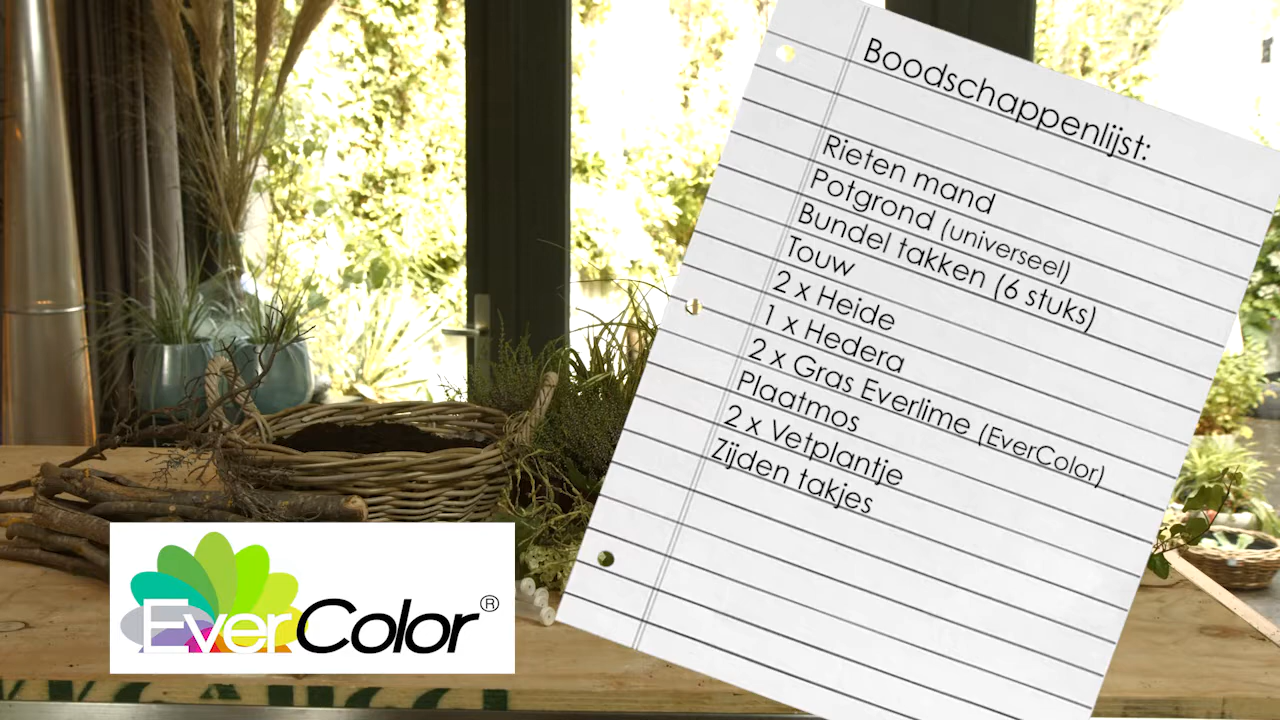 Boodschappenlijst:
Rieten mand
Potgrond (universeel)
Bundel takken (6 stuks)
Touw
2 x Heide
1 x Hedera
2 x Gras Everlime (EverColor)
Plaatmos
2 x Vetplantje
Zijden takjes
EverColor®